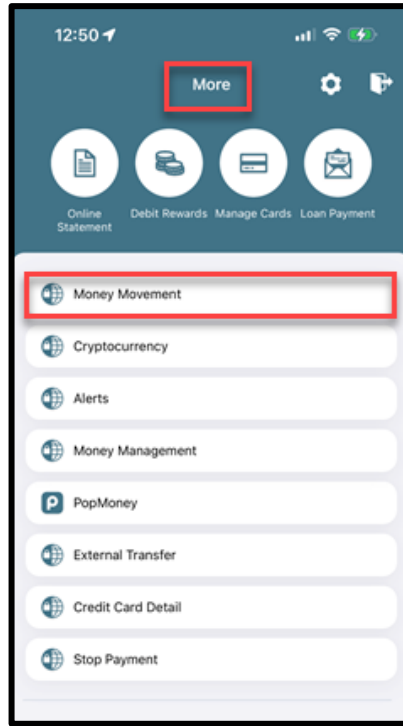 12:50
More
Online
Statement
Debit Rewards
Manage Cards
Loan Payment
Money Movement
Cryptocurrency
Alerts
Money Management
P PopMoney
External Transfer
Credit Card Detail
Stop Payment